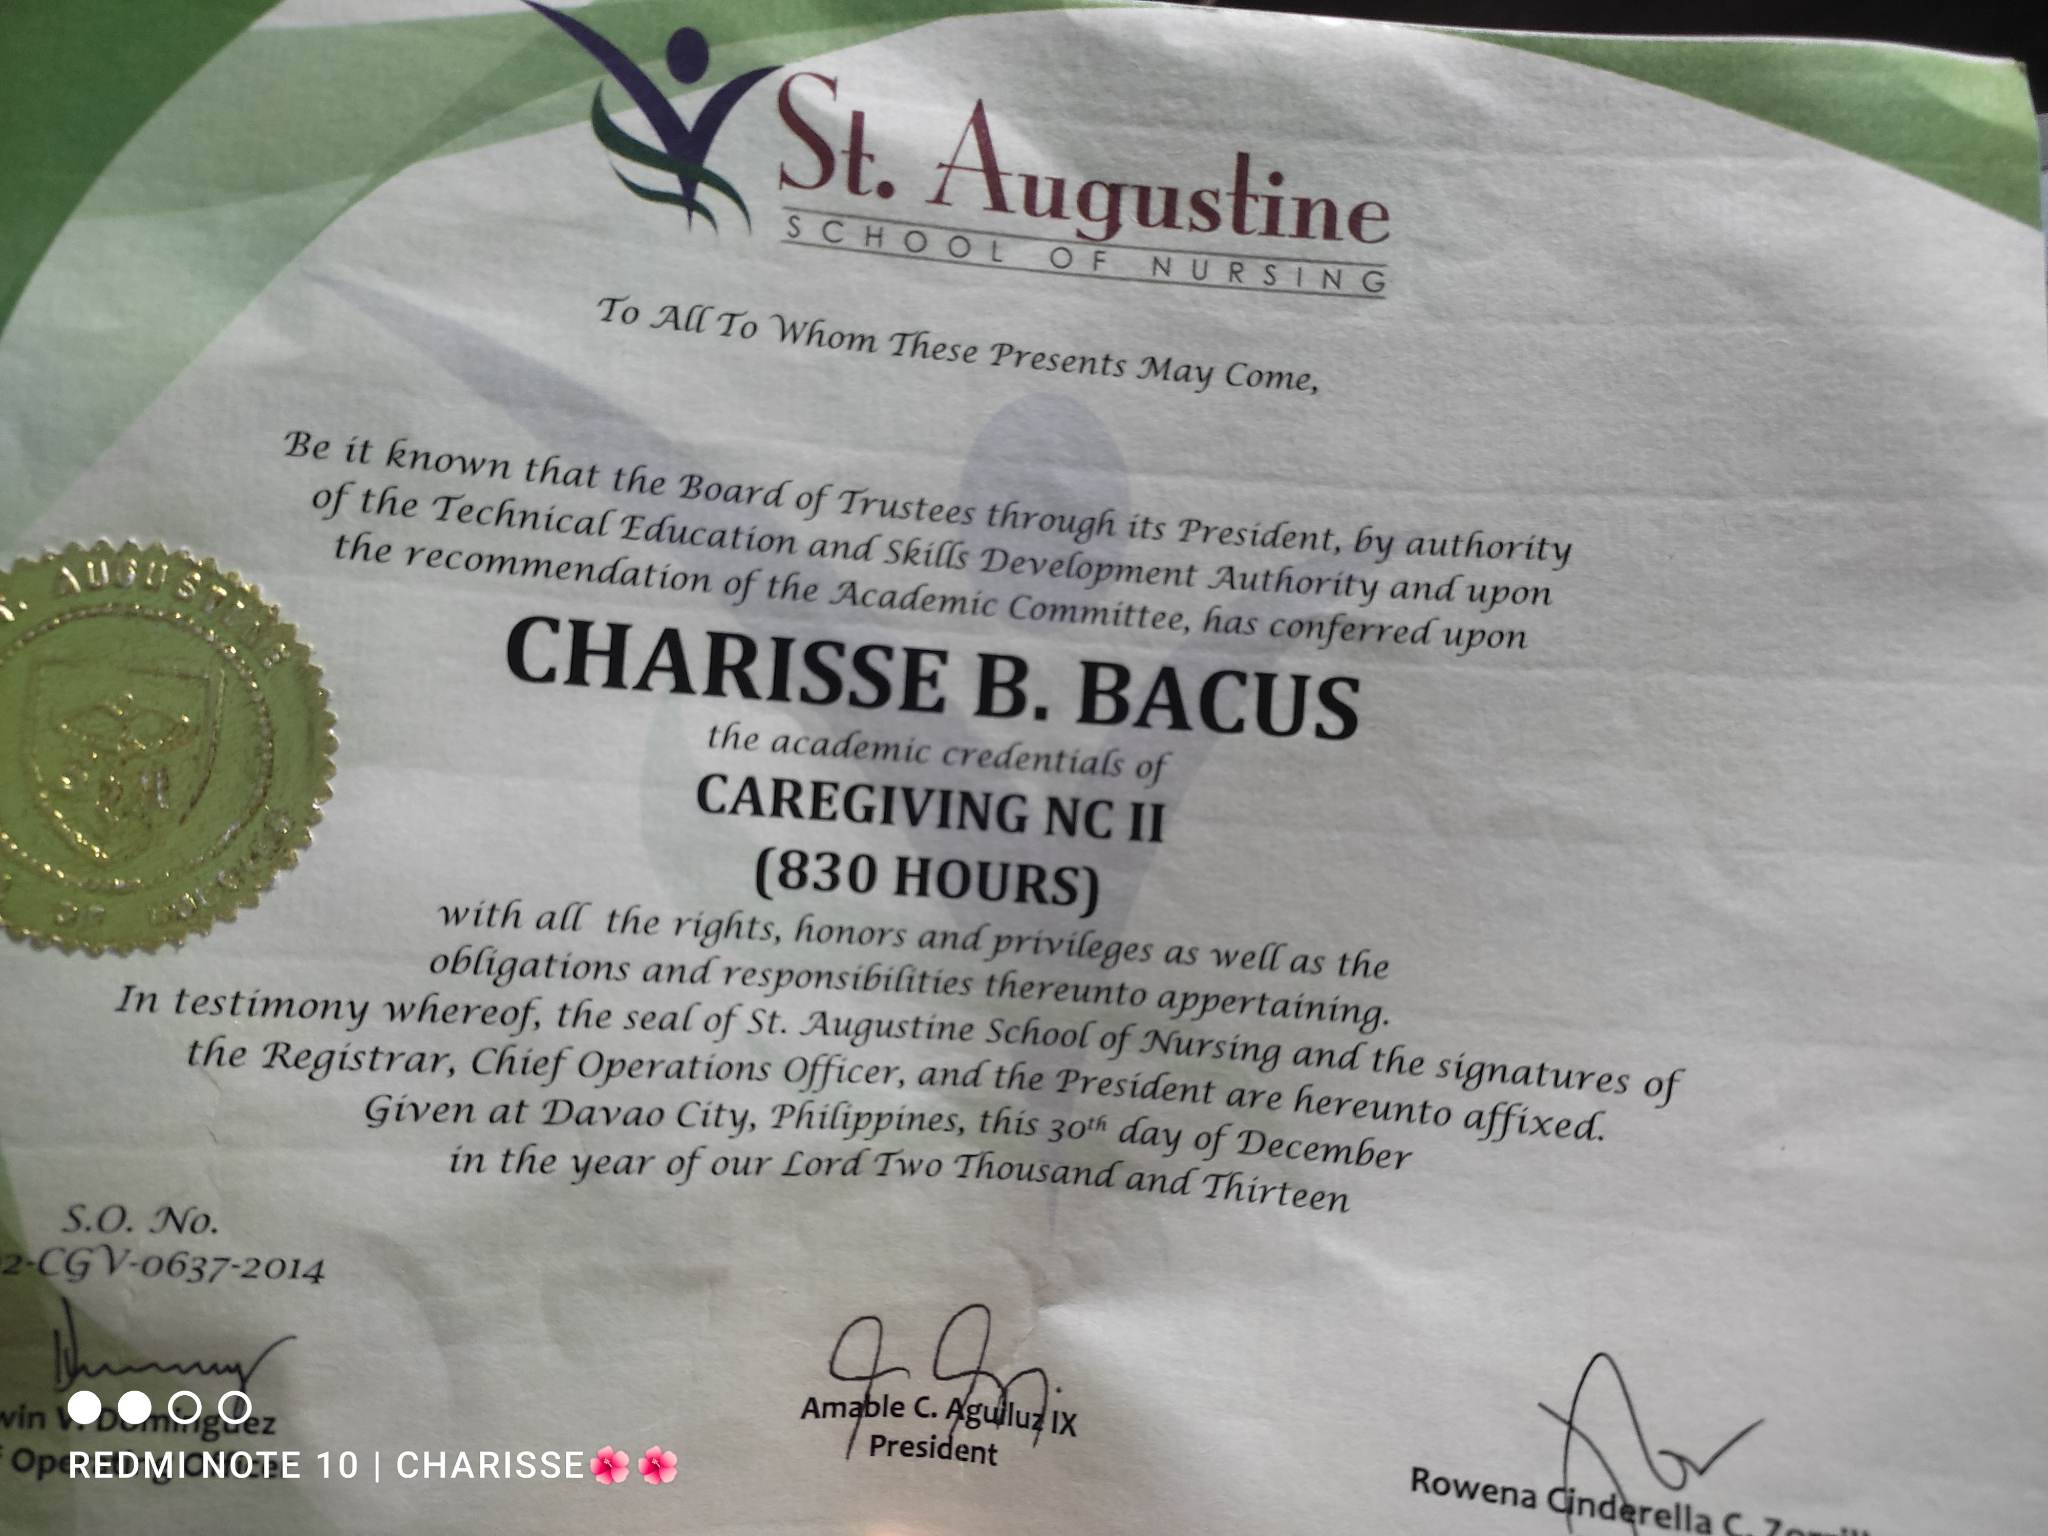 St. Augustine
SCHOOL OF NURSING
To All To Whom These Presents May Come,
Be it known that the Board of Trustees through its President, by authority
of the Technical Education and Skills Development Authority and upon
the recommendation of the Academic Committee, has conferred upon
CHARISSE B. BACUS
the academic credentials of
CAREGIVING NC II
(830 HOURS)
with all the rights, honors and privileges as well as the
obligations and responsibilities thereunto appertaining.
In testimony whereof, the seal of St. Augustine School of Nursing and the signatures of
the Registrar, Chief Operations Officer, and the President are hereunto affixed.
Given at Davao City, Philippines, this 30th day of December
in the year of our Lord Two Thousand and Thirteen
AUGUSTINE
OF
S.O. No.
2-CGV-0637-2014
win V. Dominguez
Amable C. Aguiluz IX
President
Rowena Cinderella C.
REDMI NOTE 10 | CHARISSE🌺🌺